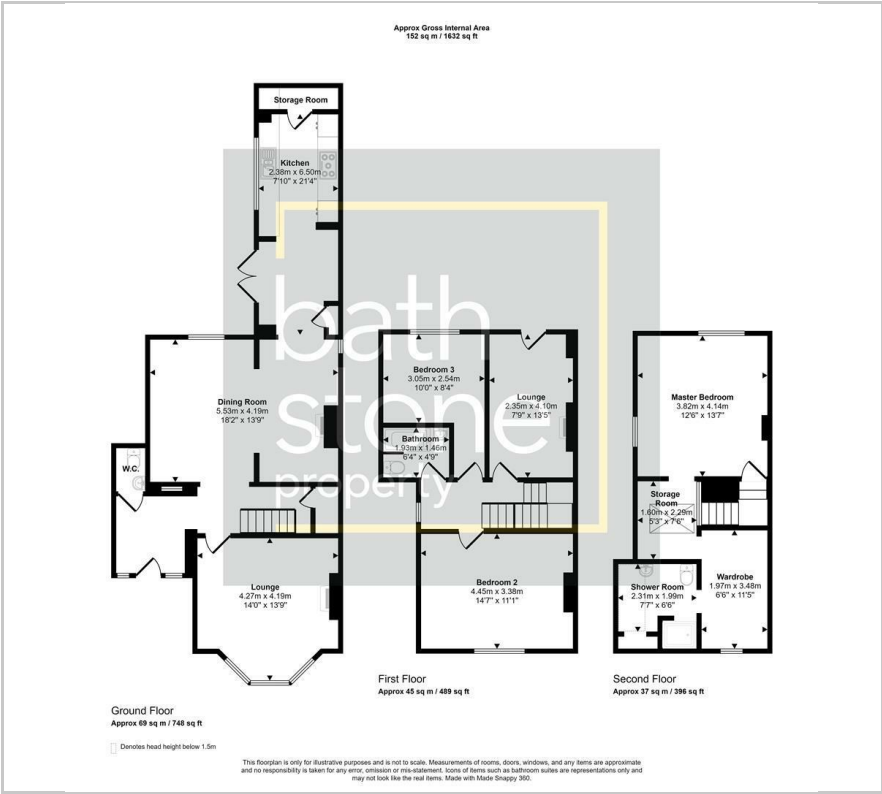 Approx Gross Internal Area
152 sq m / 1632 sq ft
Storage Room
Kitchen
2.38m x 6.50m
7'10" x 21'4"
bath
stone
property
Dining Room
5.53m x 4.19m
18'2" x 13'9"
W.C.
Lounge
4.27m x 4.19m
14'0" x 13'9"
Bedroom 3
3.05m x 2.54m
10'0" x 8'4"
Lounge
2.35m x 4.10m
7'9" x 13'5"
Bathroom
1.93m x 1.46m
6'4" x 4'9"
Bedroom 2
4.45m x 3.38m
14'7" x 11'1"
Master Bedroom
3.82m x 4.14m
12'6" x 13'7"
Storage
Room
1.60m x 2.29m
5'3" x 7'6"
Shower Room
2.31m x 1.99m
7'7" x 6'6"
Wardrobe
1.97m x 3.48m
6'6" x 11'5"
Ground Floor
Approx 69 sq m / 748 sq ft
First Floor
Approx 45 sq m / 489 sq ft
Second Floor
Approx 37 sq m / 396 sq ft
Denotes head height below 1.5m
This floorplan is only for illustrative purposes and is not to scale. Measurements of rooms, doors, windows, and any items are approximate
and no responsibility is taken for any error, omission or mis-statement. Icons of items such as bathroom suites are representations only and
may not look like the real items. Made with Made Snappy 360.